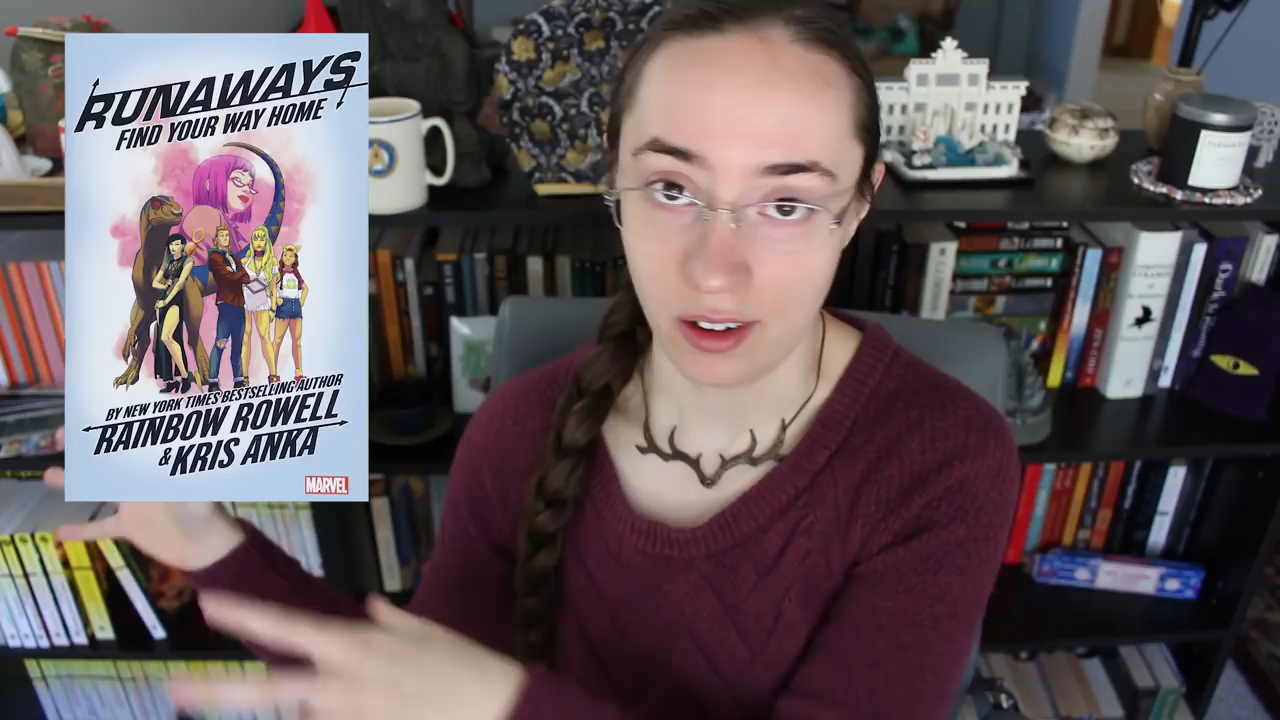 RUNAWAYS
FIND YOUR WAY HOME
BY NEW YORK TIMES BESTSELLING AUTHOR
RAINBOW ROWELL
& KRIS ANKA
MARVEL